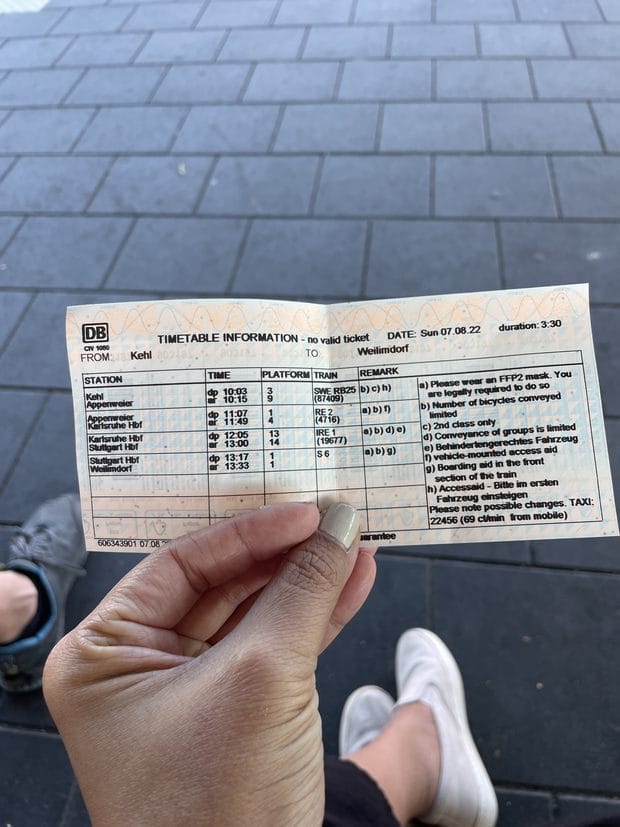 DB
CIV 1080
TIMETABLE INFORMATION - no valid ticket DATE: Sun 07.08.22 duration: 3:30
FROM: Kehl TO: Weilimdorf
STATION TIME PLATFORM TRAIN REMARK
Kehl dp 10:03 3 SWE RB25 b) c) h)
Appenweier ar 10:15 9 (87409)
Appenweier dp 11:07 1 RE 2 a) b) f)
Karlsruhe Hbf ar 11:49 4 (4716)
Karlsruhe Hbf dp 12:05 13 IRE 1 a) b) d) e)
Stuttgart Hbf ar 13:00 14 (19677)
Stuttgart Hbf dp 13:17 1 S 6 a) b) g)
Weilimdorf ar 13:33 1
a) Please wear an FFP2 mask. You
are legally required to do so
b) Number of bicycles conveyed
limited
c) 2nd class only
d) Conveyance of groups is limited
e) Behindertengerechtes Fahrzeug
f) vehicle-mounted access aid
g) Boarding aid in the front
section of the train
h) Accessaid - Bitte im ersten
Fahrzeug einsteigen
Please note possible changes. TAXI:
22456 (69 ct/min from mobile)
606343901 07.08